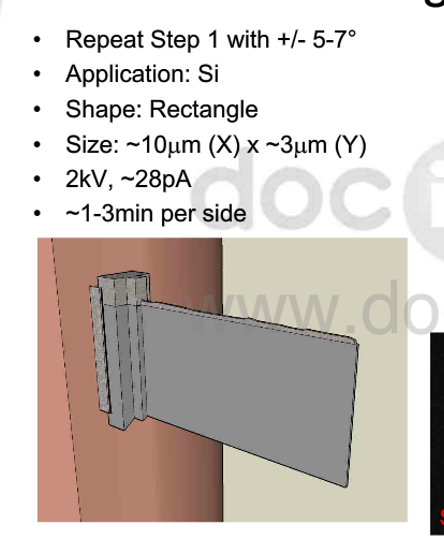 • Repeat Step 1 with +/- 5-7°
• Application: Si
• Shape: Rectangle
• Size: ~10μm (X) x ~3μm (Y)
• 2kV, ~28pA
• ~1-3min per side
doc
www.do